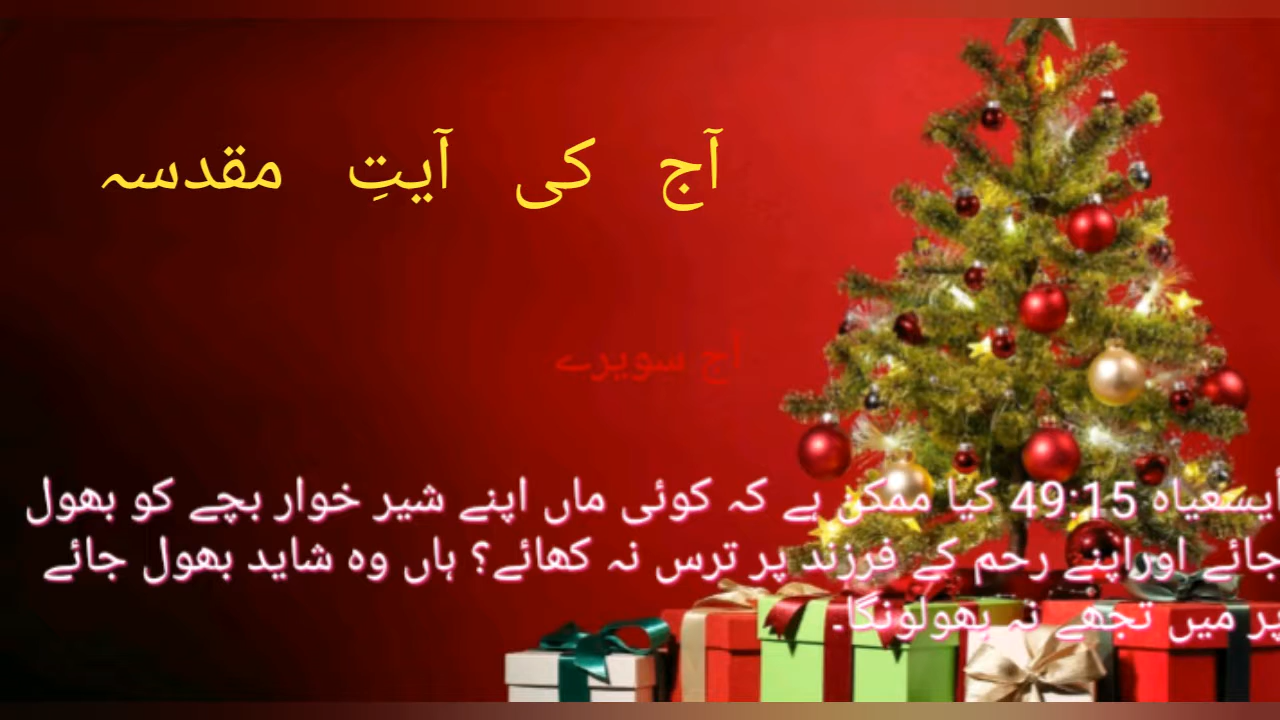 آج کی آیتِ مقدسہ
آج سویرے
یسعیاہ 49:15 کیا ممکن ہے کہ کوئی ماں اپنے شیر خوار بچے کو بھول
جائے اوراپنے رحم کے فرزند پر ترس نہ کھائے؟ ہاں وہ شاید بھول جائے
پر میں تجھے نہ بھولونگا۔